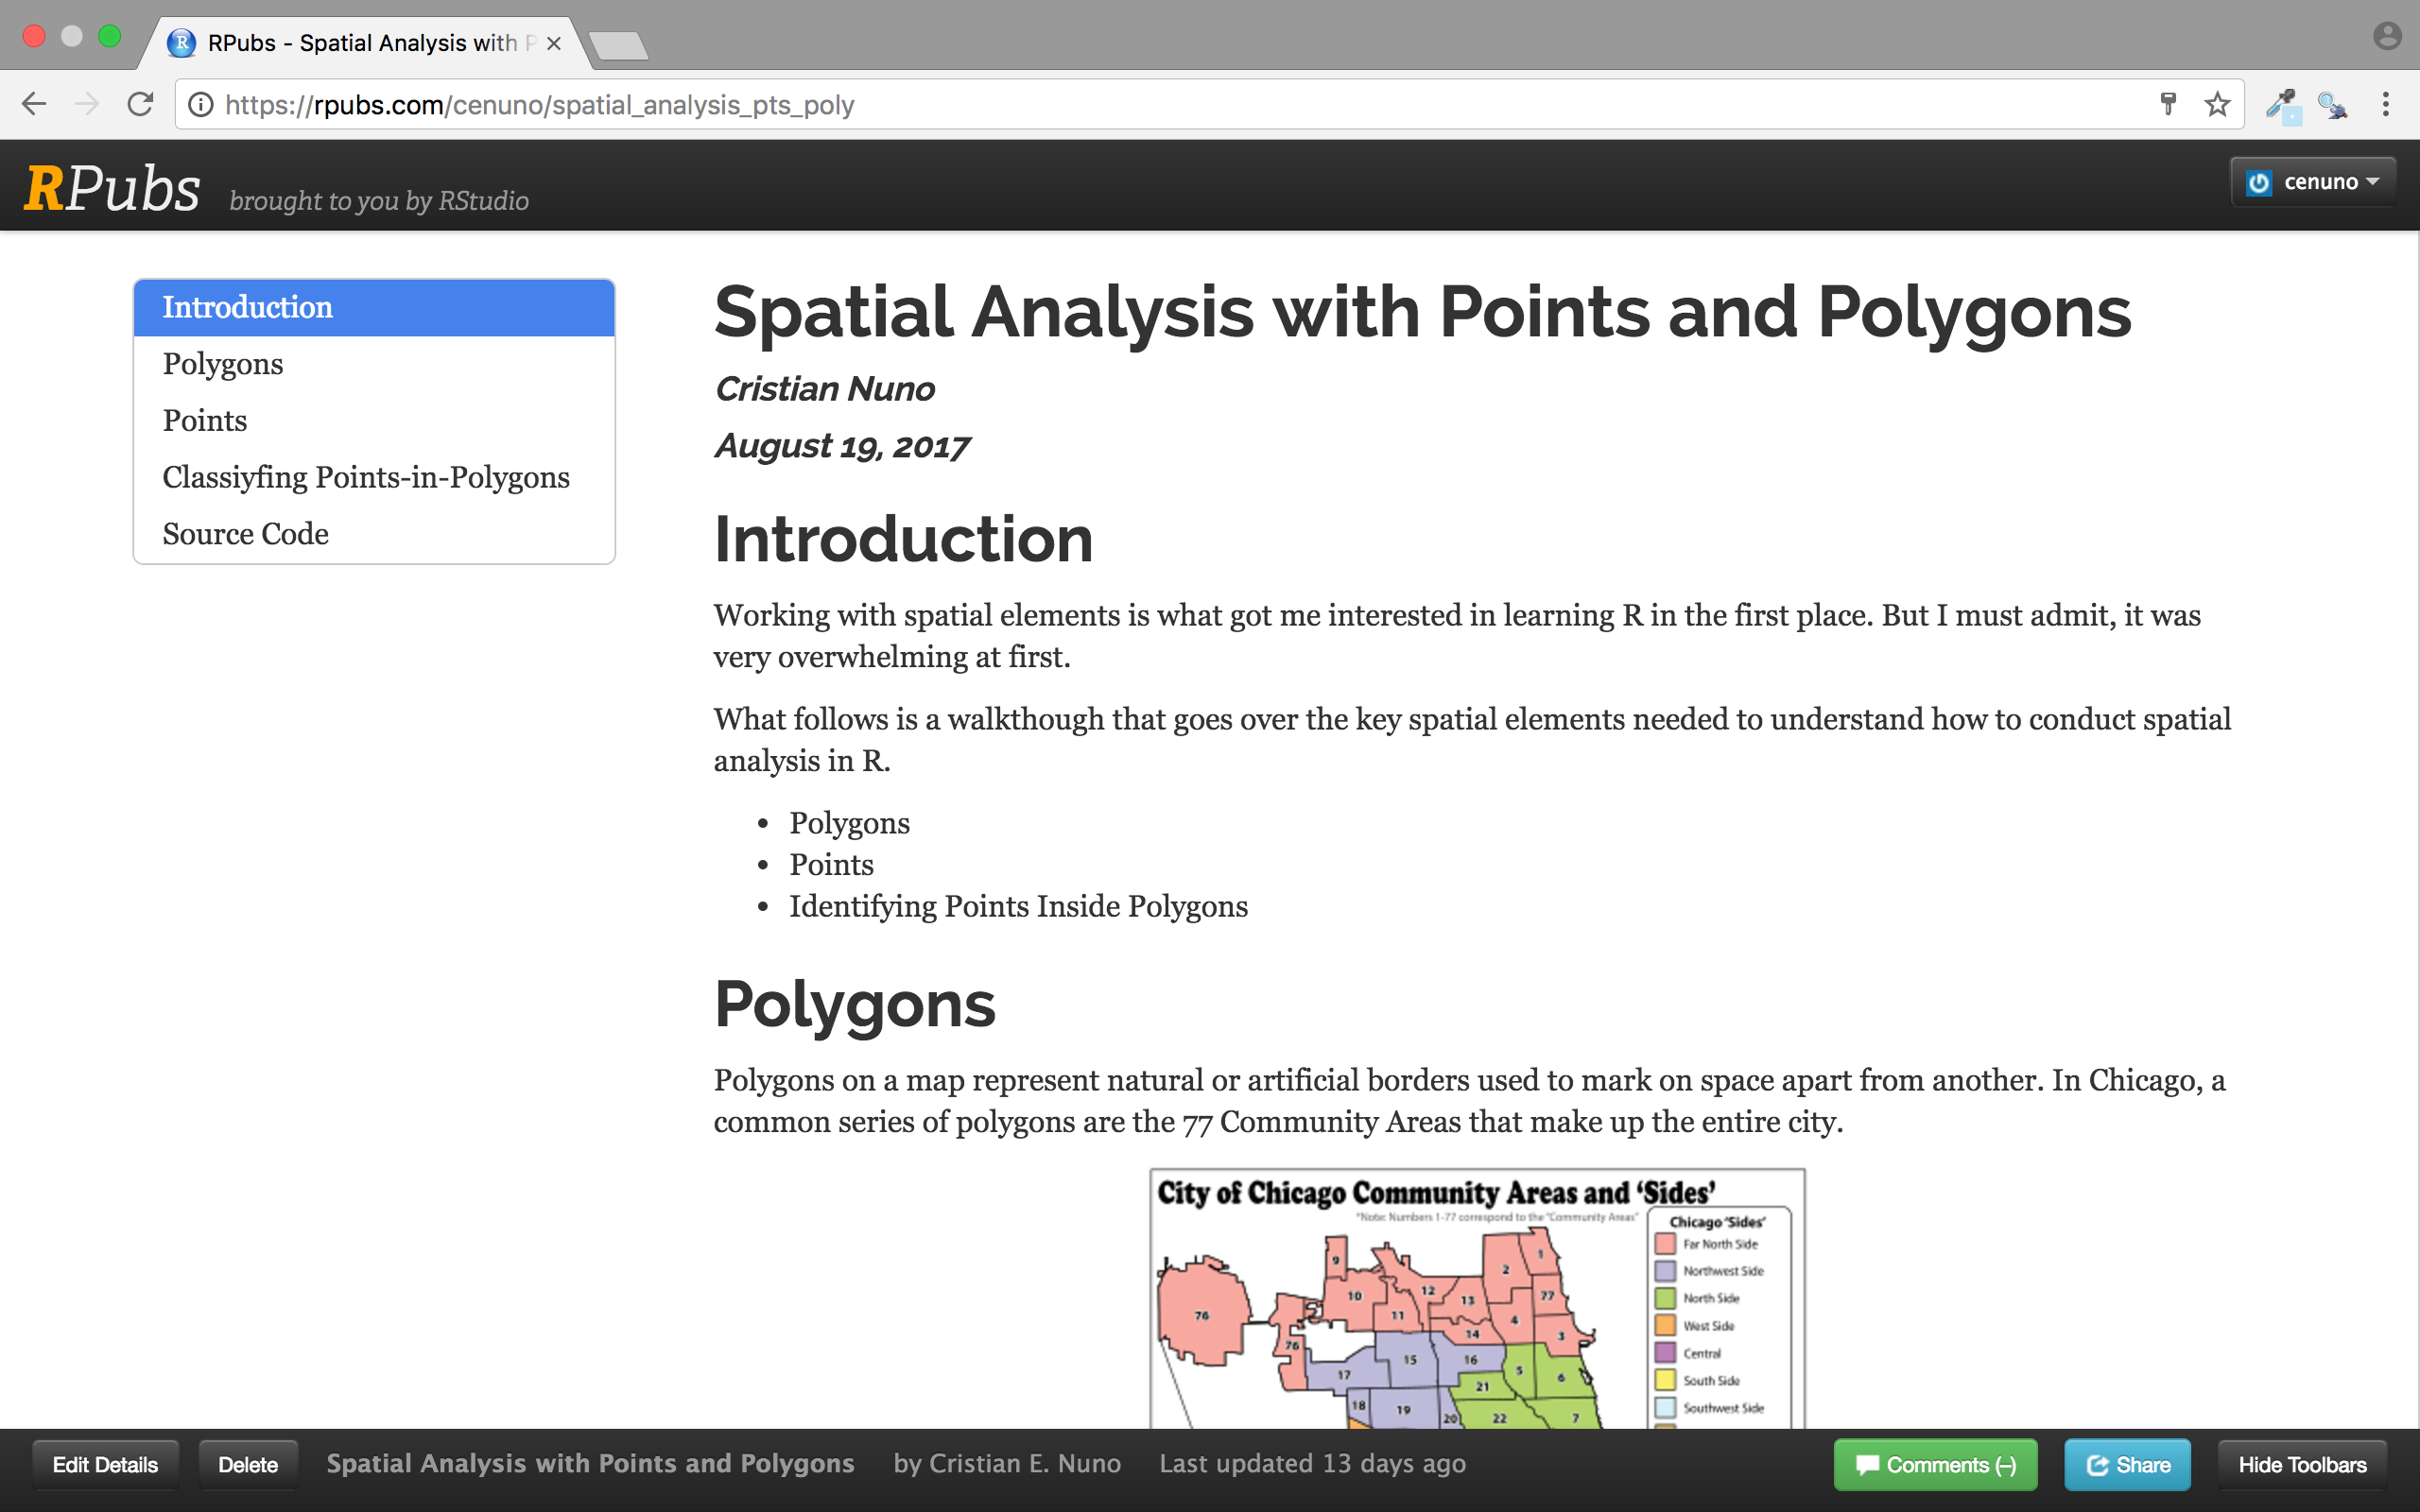 RPubs - Spatial Analysis with P
https://rpubs.com/cenuno/spatial_analysis_pts_poly
RPubs brought to you by RStudio
cenuno
Introduction
Polygons
Points
Classiyfing Points-in-Polygons
Source Code
Spatial Analysis with Points and Polygons
Cristian Nuno
August 19, 2017
Introduction
Working with spatial elements is what got me interested in learning R in the first place. But I must admit, it was
very overwhelming at first.
What follows is a walkthough that goes over the key spatial elements needed to understand how to conduct spatial
analysis in R.
• Polygons
• Points
• Identifying Points Inside Polygons
Polygons
Polygons on a map represent natural or artificial borders used to mark on space apart from another. In Chicago, a
common series of polygons are the 77 Community Areas that make up the entire city.
City of Chicago Community Areas and ‘Sides’
*Note: Numbers 1-77 correspond to the "Community Areas"
Chicago ‘Sides’
Far North Side
Northwest Side
North Side
West Side
Central
South Side
Southwest Side
9
1
2
10
12
13
77
76
11
4
14
3
76
15
16
17
5
6
21
18
19
20
22
7
Edit Details
Delete
Spatial Analysis with Points and Polygons
by Cristian E. Nuno
Last updated 13 days ago
Comments (–)
Share
Hide Toolbars